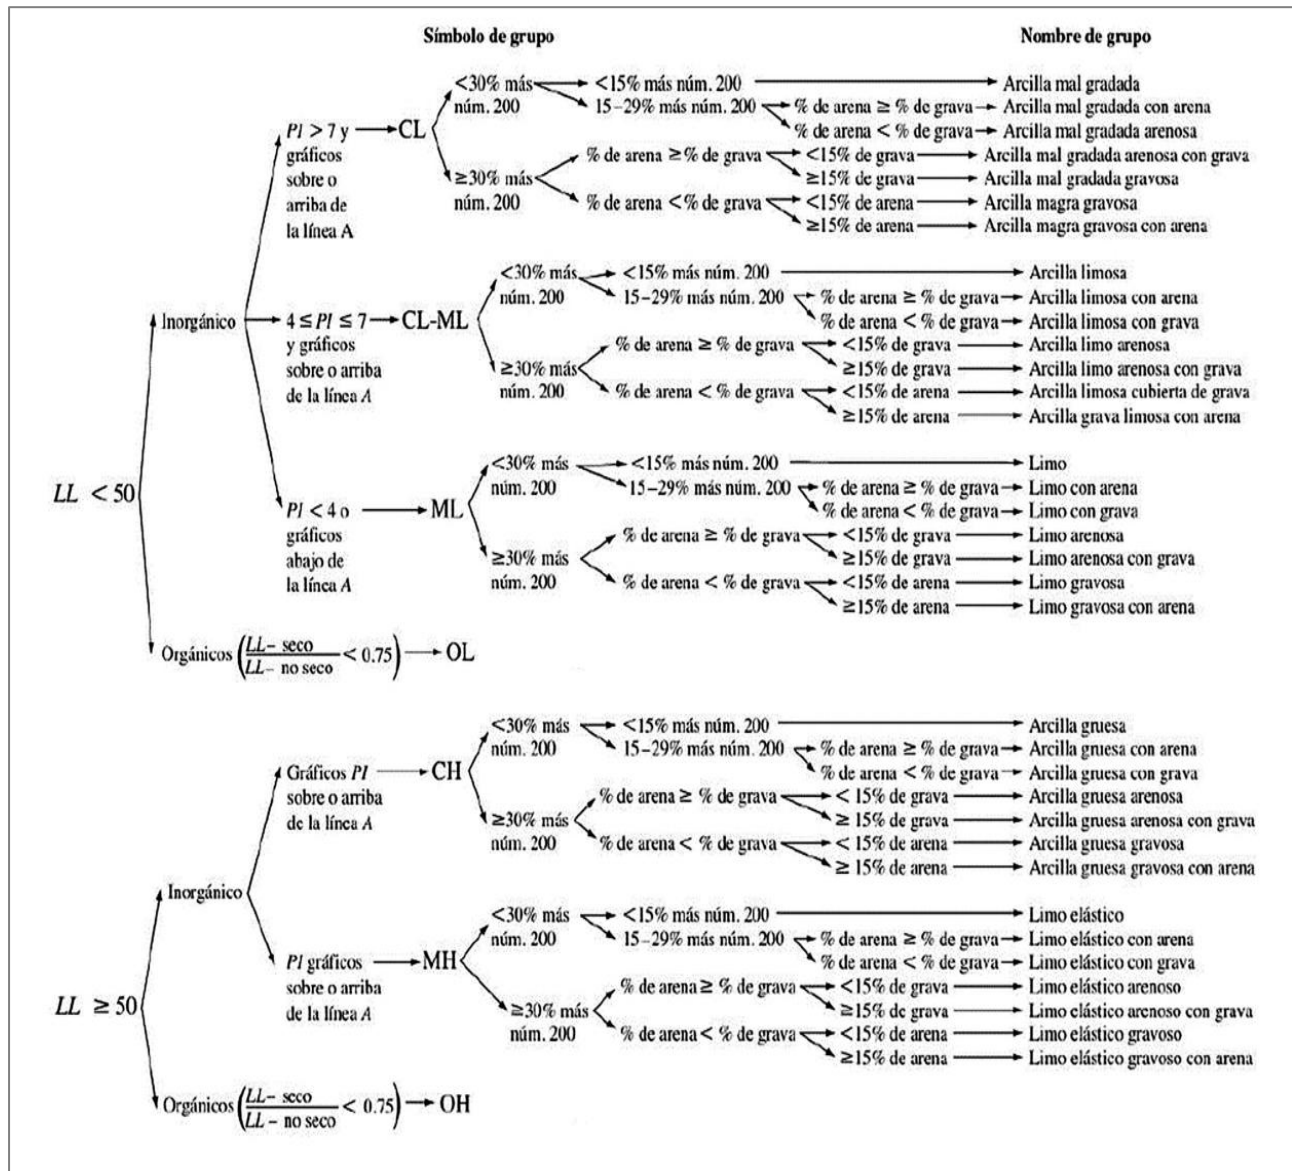 Símbolo de grupo Nombre de grupo
<30% más <15% más núm. 200 Arcilla mal gradada
núm. 200 15–29% más núm. 200 % de arena ≥ % de grava Arcilla mal gradada con arena
PI > 7 y CL % de arena < % de grava Arcilla mal gradada arenosa
gráficos % de arena ≥ % de grava <15% de grava Arcilla mal gradada arenosa con grava
sobre o ≥30% más ≥15% de grava Arcilla mal gradada gravosa
arriba de núm. 200 % de arena < % de grava <15% de arena Arcilla magra gravosa
la línea A ≥15% de arena Arcilla magra gravosa con arena
<30% más <15% más núm. 200 Arcilla limosa
núm. 200 15–29% más núm. 200 % de arena ≥ % de grava Arcilla limosa con arena
Inorgánico 4 ≤ PI ≤ 7 CL-ML % de arena < % de grava Arcilla limosa con grava
y gráficos % de arena ≥ % de grava <15% de grava Arcilla limo arenosa
sobre o arriba ≥30% más ≥15% de grava Arcilla limo arenosa con grava
de la línea A núm. 200 % de arena < % de grava <15% de arena Arcilla limosa cubierta de grava
≥15% de arena Arcilla grava limosa con arena
<30% más <15% más núm. 200 Limo
LL < 50 núm. 200 15–29% más núm. 200 % de arena ≥ % de grava Limo con arena
PI < 4 o ML % de arena < % de grava Limo con grava
gráficos % de arena ≥ % de grava <15% de grava Limo arenosa
abajo de ≥30% más ≥15% de grava Limo arenosa con grava
la línea A núm. 200 % de arena < % de grava <15% de arena Limo gravosa
≥15% de arena Limo gravosa con arena
Orgánicos (LL– seco / LL– no seco < 0.75) OL
<30% más <15% más núm. 200 Arcilla gruesa
núm. 200 15–29% más núm. 200 % de arena ≥ % de grava Arcilla gruesa con arena
Gráficos PI CH % de arena < % de grava Arcilla gruesa con grava
sobre o arriba % de arena ≥ % de grava < 15% de grava Arcilla gruesa arenosa
de la línea A ≥30% más ≥ 15% de grava Arcilla gruesa arenosa con grava
núm. 200 % de arena < % de grava < 15% de arena Arcilla gruesa gravosa
≥ 15% de arena Arcilla gruesa gravosa con arena
Inorgánico
<30% más <15% más núm. 200 Limo elástico
núm. 200 15–29% más núm. 200 % de arena ≥ % de grava Limo elástico con arena
PI gráficos MH % de arena < % de grava Limo elástico con grava
sobre o arriba % de arena ≥ % de grava <15% de grava Limo elástico arenoso
LL ≥ 50 de la línea A ≥30% más ≥15% de grava Limo elástico arenoso con grava
núm. 200 % de arena < % de grava <15% de arena Limo elástico gravoso
≥15% de arena Limo elástico gravoso con arena
Orgánicos (LL– seco / LL – no seco < 0.75) OH